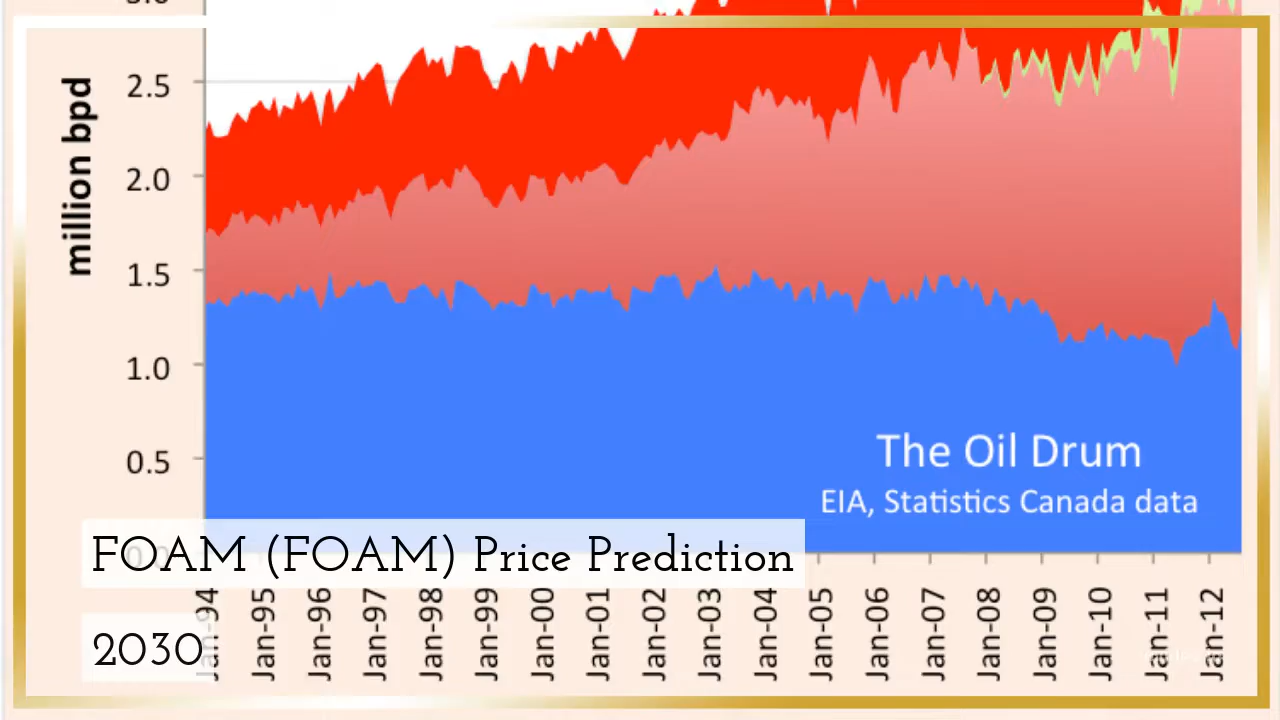 million bpd
2.5
2.0
1.5
1.0
0.5
The Oil Drum
EIA, Statistics Canada data
FOAM (FOAM) Price Prediction
2030
Jan-94
Jan-95
Jan-96
Jan-97
Jan-98
Jan-99
Jan-00
Jan-01
Jan-02
Jan-03
Jan-04
Jan-05
Jan-06
Jan-07
Jan-08
Jan-09
Jan-10
Jan-11
Jan-12